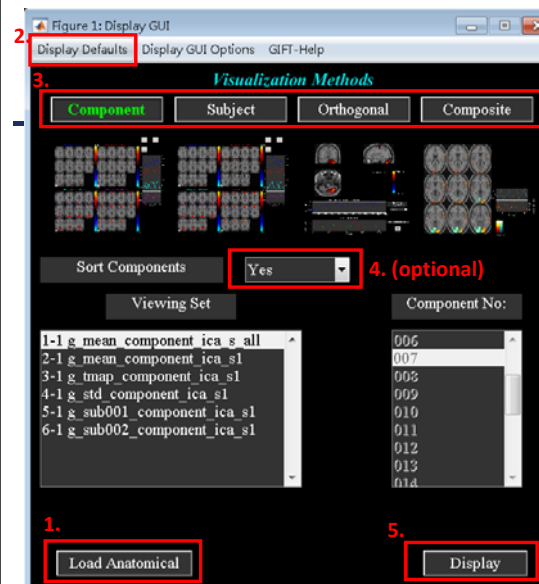 Figure 1: Display GUI
2.
Display Defaults Display GUI Options GIFT-Help
3.
Visualization Methods
Component Subject Orthogonal Composite
Sort Components Yes 4. (optional)
Viewing Set Component No:
1-1 g_mean_component_ica_s_all
2-1 g_mean_component_ica_s1
3-1 g_tmap_component_ica_s1
4-1 g_std_component_ica_s1
5-1 g_sub001_component_ica_s1
6-1 g_sub002_component_ica_s1
006
007
008
009
010
011
012
013
014
1. 5.
Load Anatomical Display